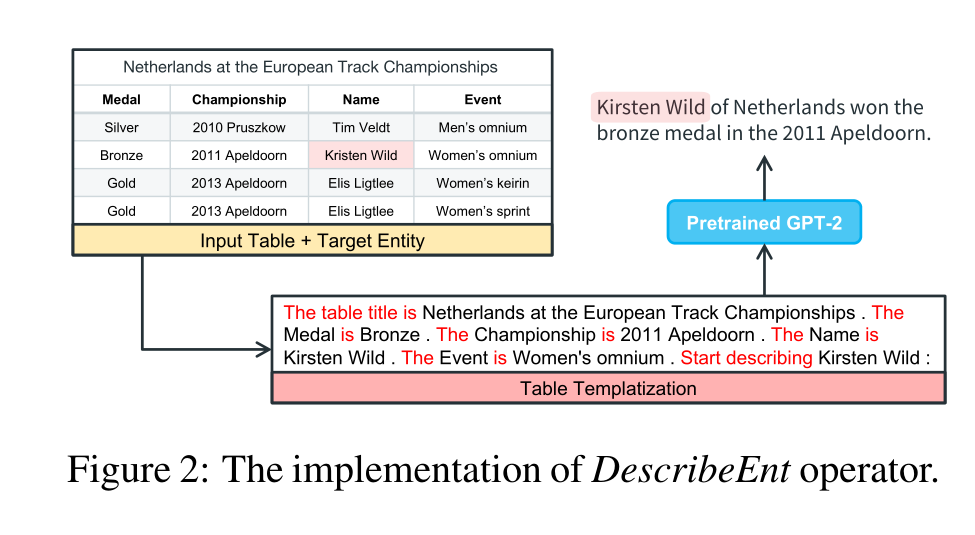 Netherlands at the European Track Championships
Medal Championship Name Event
Silver 2010 Pruszkow Tim Veldt Men's omnium
Bronze 2011 Apeldoorn Kristen Wild Women's omnium
Gold 2013 Apeldoorn Elis Ligtlee Women's keirin
Gold 2013 Apeldoorn Elis Ligtlee Women's sprint
Input Table + Target Entity
Kirsten Wild of Netherlands won the
bronze medal in the 2011 Apeldoorn.
Pretrained GPT-2
The table title is Netherlands at the European Track Championships . The
Medal is Bronze . The Championship is 2011 Apeldoorn . The Name is
Kirsten Wild . The Event is Women's omnium . Start describing Kirsten Wild :
Table Templatization
Figure 2: The implementation of DescribeEnt operator.